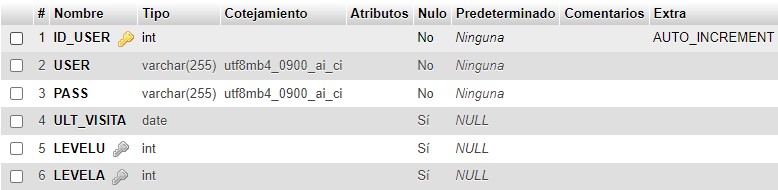 # Nombre Tipo Cotejamiento Atributos Nulo Predeterminado Comentarios Extra
1 ID_USER int No Ninguna AUTO_INCREMENT
2 USER varchar(255) utf8mb4_0900_ai_ci No Ninguna
3 PASS varchar(255) utf8mb4_0900_ai_ci No Ninguna
4 ULT_VISITA date Sí NULL
5 LEVELU int Sí NULL
6 LEVELA int Sí NULL